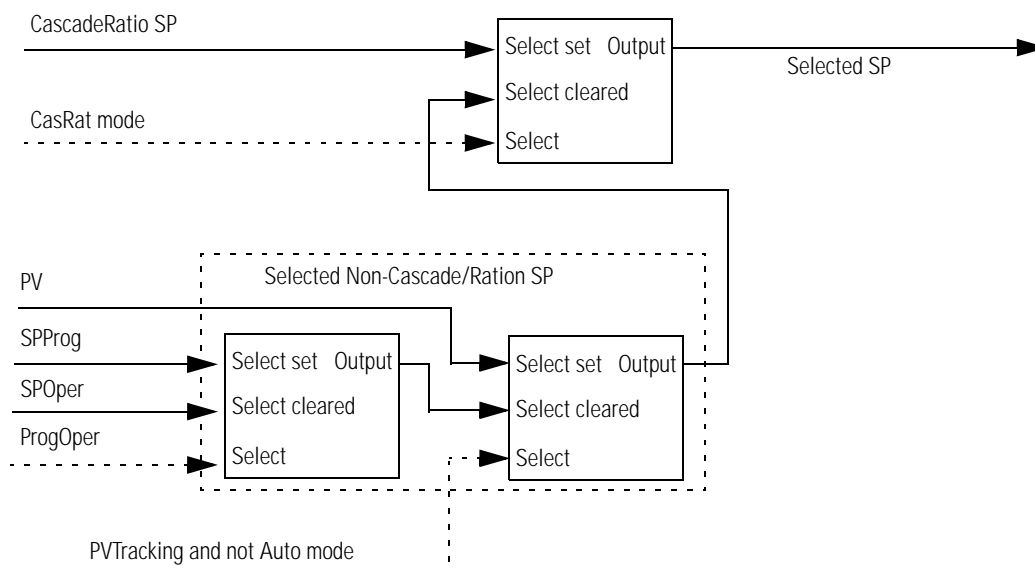 CascadeRatio SP
Select set Output
Selected SP
Select cleared
CasRat mode
Select
Selected Non-Cascade/Ration SP
PV
SPProg
Select set Output
Select set Output
SPOper
Select cleared
Select cleared
ProgOper
Select
Select
PVTracking and not Auto mode